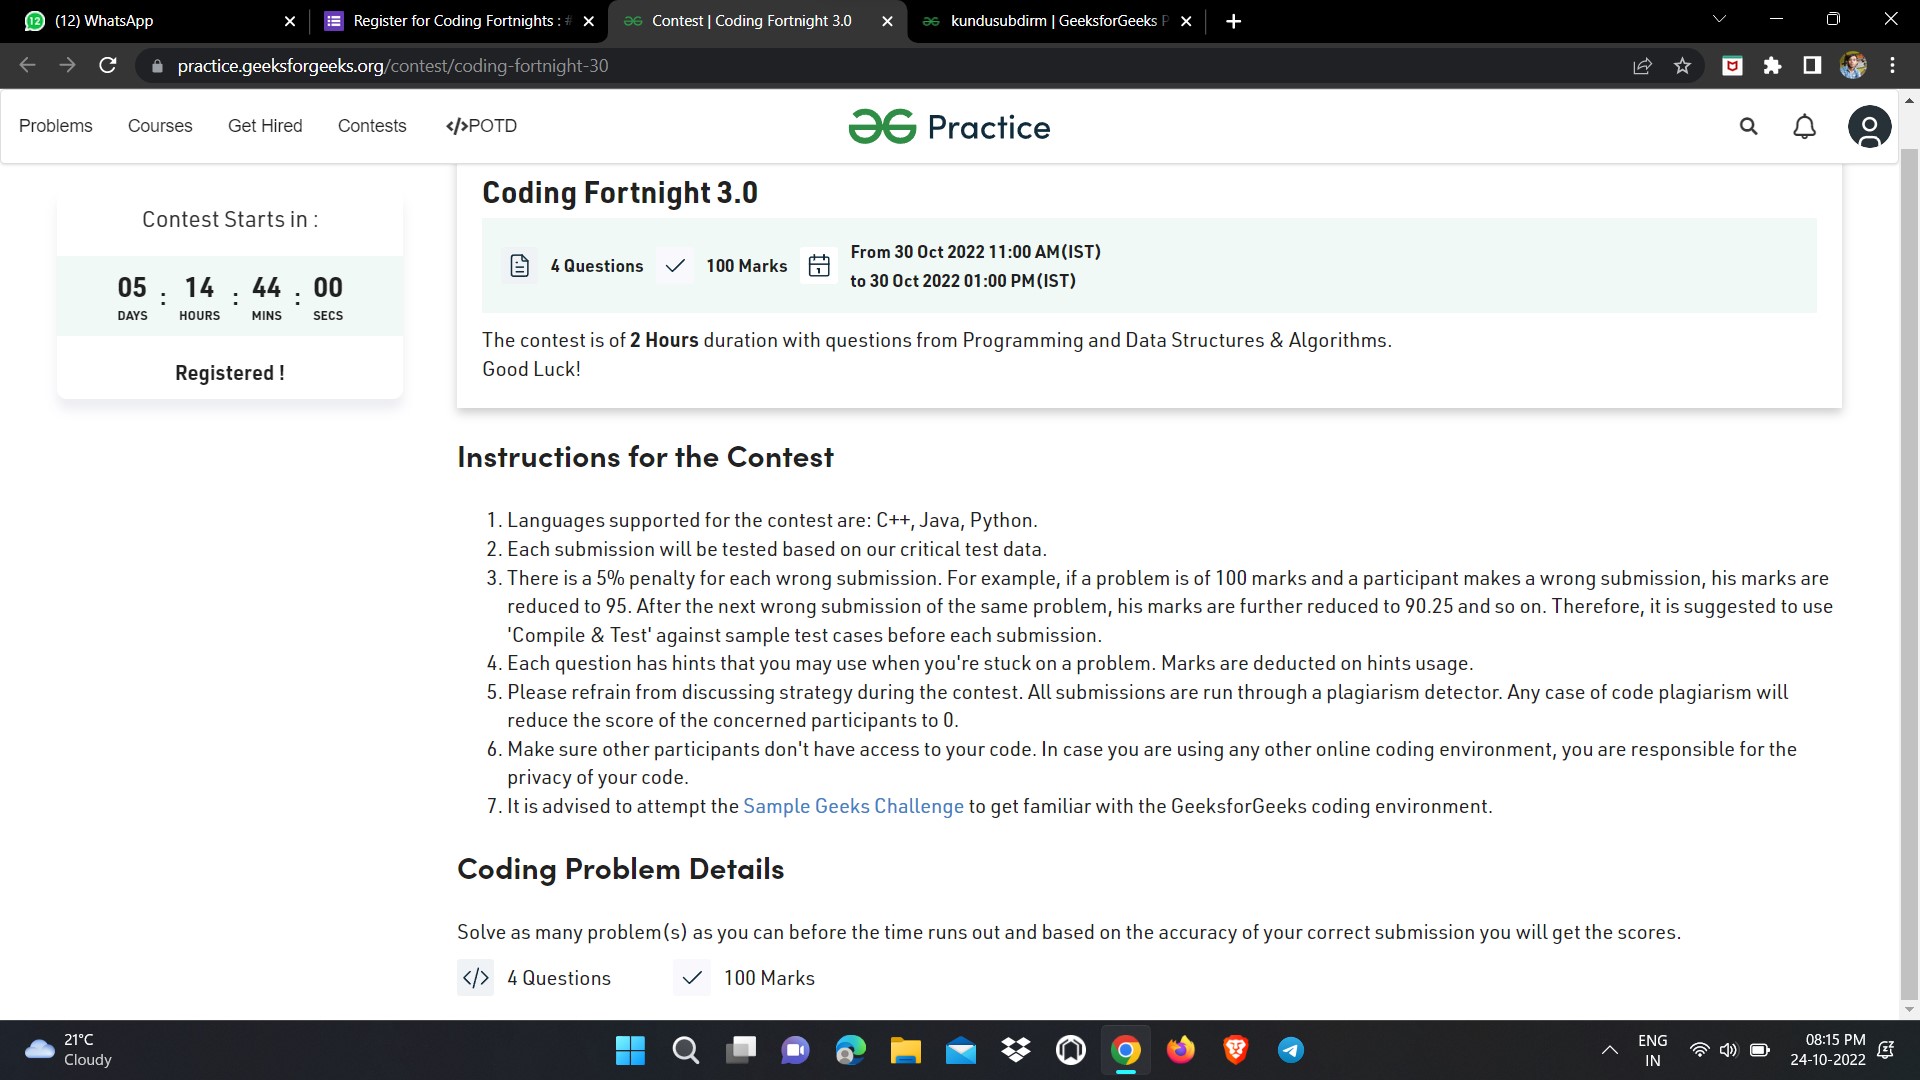 12
(12) WhatsApp
Register for Coding Fortnights : #
Contest | Coding Fortnight 3.0
kundusubdirm | GeeksforGeeks P
practice.geeksforgeeks.org/contest/coding-fortnight-30
Problems
Courses
Get Hired
Contests
</>POTD
Practice
Contest Starts in :
05 : 14 : 44 : 00
DAYS HOURS MINS SECS
Registered !
Coding Fortnight 3.0
4 Questions
100 Marks
From 30 Oct 2022 11:00 AM(IST)
to 30 Oct 2022 01:00 PM(IST)
The contest is of 2 Hours duration with questions from Programming and Data Structures & Algorithms.
Good Luck!
Instructions for the Contest
1. Languages supported for the contest are: C++, Java, Python.
2. Each submission will be tested based on our critical test data.
3. There is a 5% penalty for each wrong submission. For example, if a problem is of 100 marks and a participant makes a wrong submission, his marks are
reduced to 95. After the next wrong submission of the same problem, his marks are further reduced to 90.25 and so on. Therefore, it is suggested to use
'Compile & Test' against sample test cases before each submission.
4. Each question has hints that you may use when you're stuck on a problem. Marks are deducted on hints usage.
5. Please refrain from discussing strategy during the contest. All submissions are run through a plagiarism detector. Any case of code plagiarism will
reduce the score of the concerned participants to 0.
6. Make sure other participants don't have access to your code. In case you are using any other online coding environment, you are responsible for the
privacy of your code.
7. It is advised to attempt the Sample Geeks Challenge to get familiar with the GeeksforGeeks coding environment.
Coding Problem Details
Solve as many problem(s) as you can before the time runs out and based on the accuracy of your correct submission you will get the scores.
</> 4 Questions
100 Marks
21°C
Cloudy
ENG
IN
08:15 PM
24-10-2022